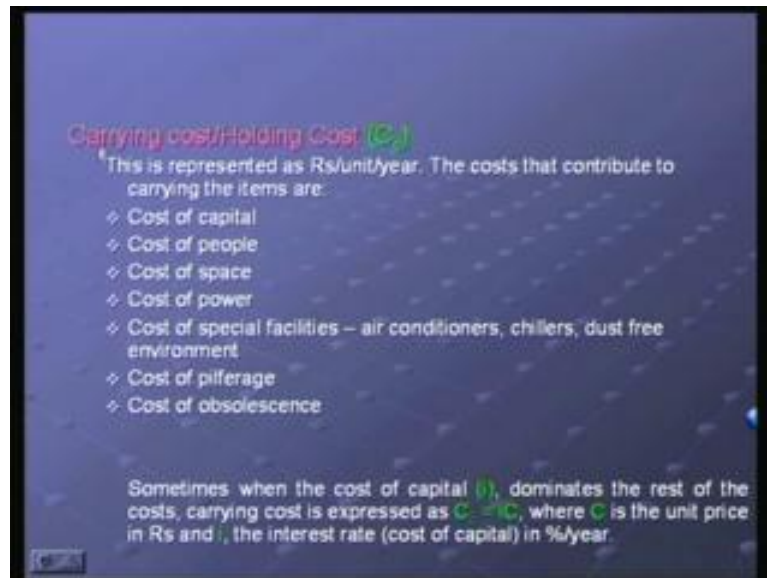 Carrying cost/Holding Cost (C
This is represented as Rs/unit/year. The costs that contribute to
carrying the items are:
Cost of capital
Cost of people
Cost of space
Cost of power
Cost of special facilities – air conditioners, chillers, dust free
environment
Cost of pilferage
Cost of obsolescence
Sometimes when the cost of capital (i), dominates the rest of the
costs, carrying cost is expressed as C = iC, where C is the unit price
in Rs and i, the interest rate (cost of capital) in %/year.